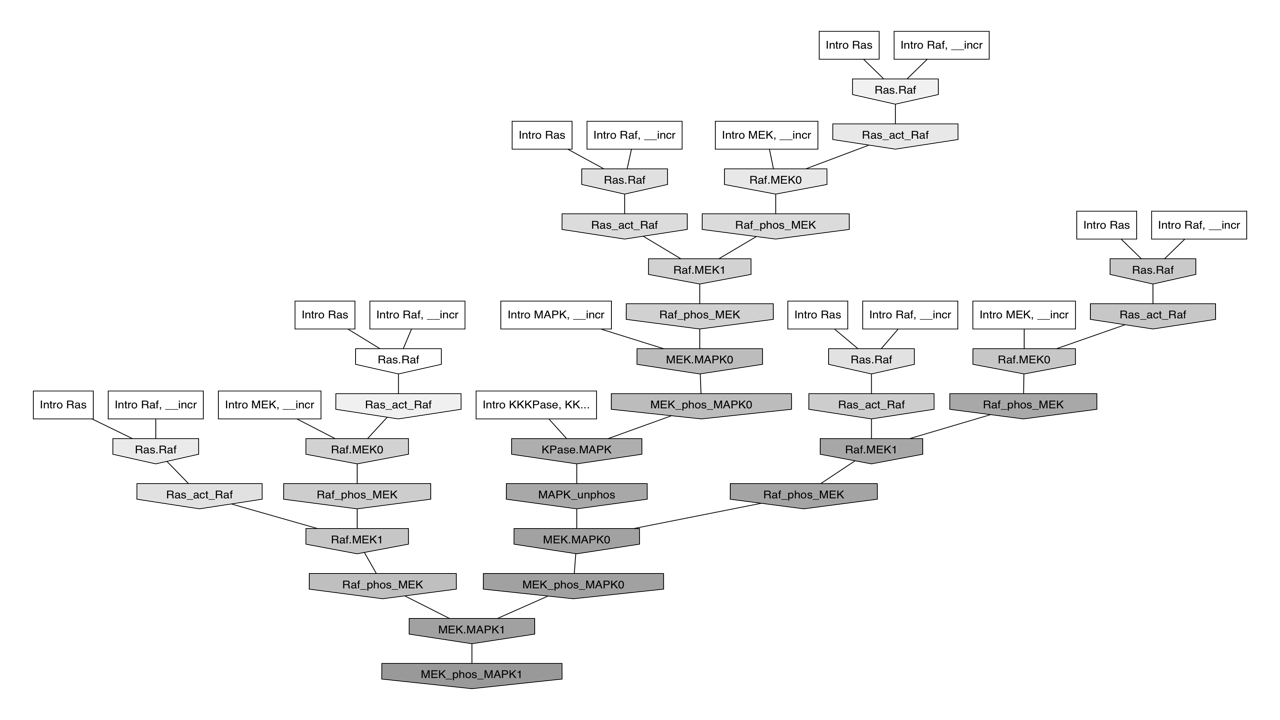 Intro Ras
Intro Raf, __incr
Ras.Raf
Intro Ras
Intro Raf, __incr
Intro MEK, __incr
Ras_act_Raf
Ras.Raf
Raf.MEK0
Ras_act_Raf
Raf_phos_MEK
Intro Ras
Intro Raf, __incr
Raf.MEK1
Ras.Raf
Intro Ras
Intro Raf, __incr
Intro MAPK, __incr
Raf_phos_MEK
Intro Ras
Intro Raf, __incr
Intro MEK, __incr
Ras_act_Raf
Ras.Raf
MEK.MAPK0
Ras.Raf
Raf.MEK0
Intro Ras
Intro Raf, __incr
Intro MEK, __incr
Ras_act_Raf
Intro KKKPase, KK...
MEK_phos_MAPK0
Ras_act_Raf
Raf_phos_MEK
Ras.Raf
Raf.MEK0
KPase.MAPK
Raf.MEK1
Ras_act_Raf
Raf_phos_MEK
MAPK_unphos
Raf_phos_MEK
Raf.MEK1
MEK.MAPK0
Raf_phos_MEK
MEK_phos_MAPK0
MEK.MAPK1
MEK_phos_MAPK1